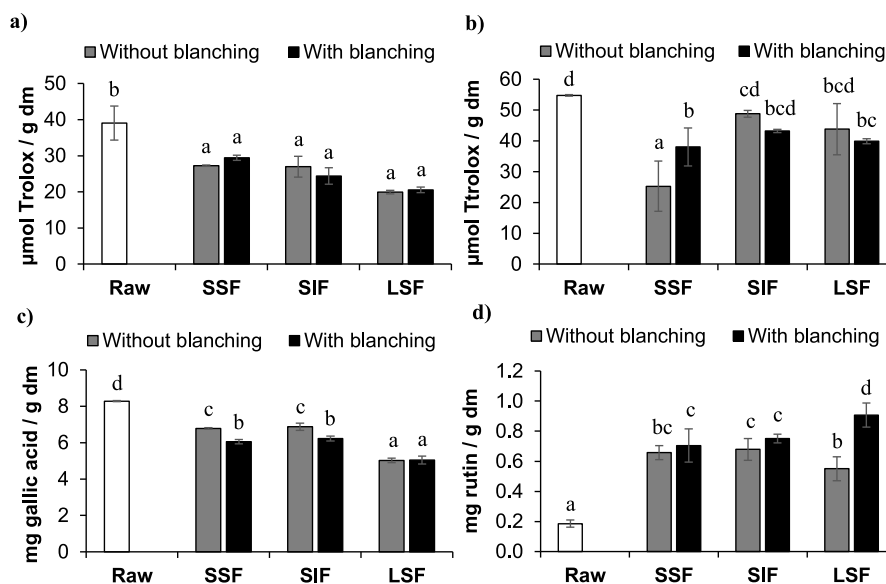 a)
Without blanching With blanching
µmol Trolox / g dm
50
40
30
20
10
0
b
a a a a a a
Raw SSF SIF LSF
b)
Without blanching With blanching
µmol Ttrolox / g dm
60
50
40
30
20
10
0
d
a b cd bcd bcd bc
Raw SSF SIF LSF
c)
Without blanching With blanching
mg gallic acid / g dm
10
8
6
4
2
0
d
c b c b a a
Raw SSF SIF LSF
d)
Without blanching With blanching
mg rutin / g dm
1.2
1.0
0.8
0.6
0.4
0.2
0.0
a
bc c c c b d
Raw SSF SIF LSF